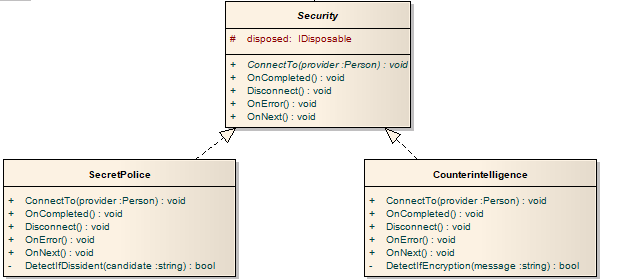 Security
# disposed: IDisposable
+ ConnectTo(provider :Person) : void
+ OnCompleted() : void
+ Disconnect() : void
+ OnError() : void
+ OnNext() : void
SecretPolice
+ ConnectTo(provider :Person) : void
+ OnCompleted() : void
+ Disconnect() : void
+ OnError() : void
+ OnNext() : void
- DetectIfDissident(candidate :string) : bool
Counterintelligence
+ ConnectTo(provider :Person) : void
+ OnCompleted() : void
+ Disconnect() : void
+ OnError() : void
+ OnNext() : void
- DetectIfEncryption(message :string) : bool